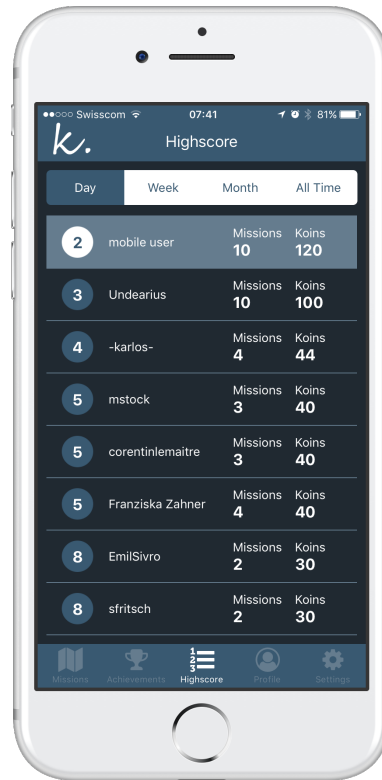 Swisscom 07:41 81%
k. Highscore
Day Week Month All Time
2 mobile user Missions 10 Koins 120
3 Undearius Missions 10 Koins 100
4 -karlos- Missions 4 Koins 44
5 mstock Missions 3 Koins 40
5 corentinlemaitre Missions 3 Koins 40
5 Franziska Zahner Missions 4 Koins 40
8 EmilSivro Missions 2 Koins 30
8 sfritsch Missions 2 Koins 30
1
2
3
Missions Achievements Highscore Profile Settings